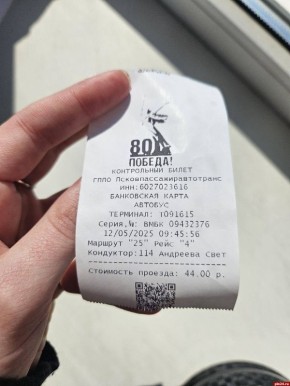 80
ПОБЕДА!
КОНТРОЛЬНЫЙ БИЛЕТ
ГППО Псковпассажиравтотранс
ИНН:6027023616
БАНКОВСКАЯ КАРТА
АВТОБУС
ТЕРМИНАЛ: т091615
Серия,№: ВМБК 09432376
12/05/2025 09:45:56
Маршрут "25" Рейс "4"
Кондуктор:114 Андреева Свет
стоимость проезда: 44.00 р.